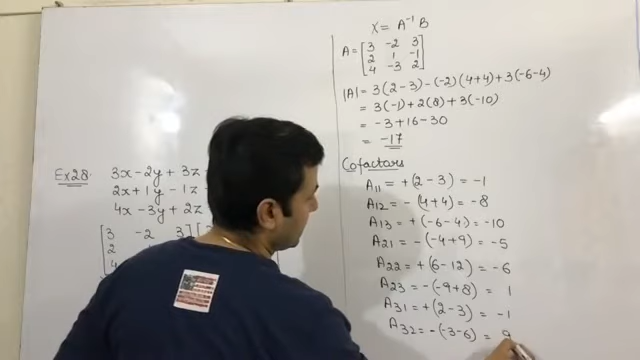 X = A⁻¹ B
A = [3 -2 3
2 1 -1
4 -3 2]
|A| = 3(2-3) -(-2)(4+4)+3(-6-4)
= 3(-1)+2(8)+3(-10)
= -3+16-30
= -17
Cofactors
A11 = +(2-3) = -1
A12 = -(4+4) = -8
A13 = +(-6-4) = -10
A21 = -(-4+9) = -5
A22 = +(6-12) = -6
A23 = -(-9+8) = 1
A31 = +(2-3) = -1
A32 = -(-3-6) = 9
Ex 28. 3x-2y+3z
2x+1y-1z
4x-3y+2z
[3 -2 3] [
2